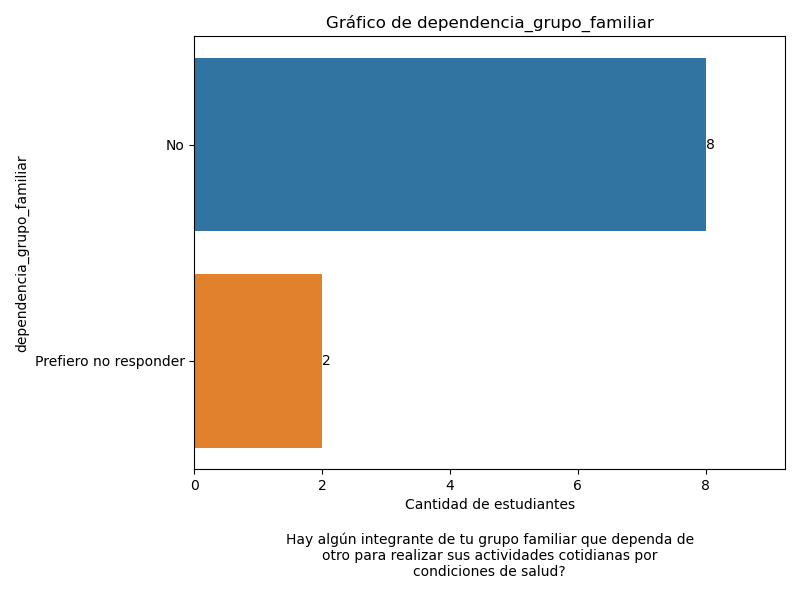 Gráfico de dependencia_grupo_familiar
dependencia_grupo_familiar
No
8
Prefiero no responder
2
0 2 4 6 8
Cantidad de estudiantes
Hay algún integrante de tu grupo familiar que dependa de
otro para realizar sus actividades cotidianas por
condiciones de salud?